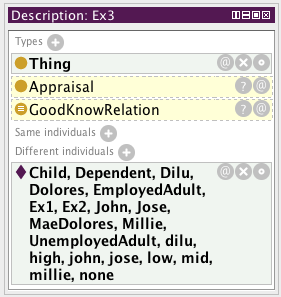 Description: Ex3
Types
Thing
Appraisal
GoodKnowRelation
Same individuals
Different individuals
Child, Dependent, Dilu,
Dolores, EmployedAdult,
Ex1, Ex2, John, Jose,
MaeDolores, Millie,
UnemployedAdult, dilu,
high, john, jose, low, mid,
millie, none